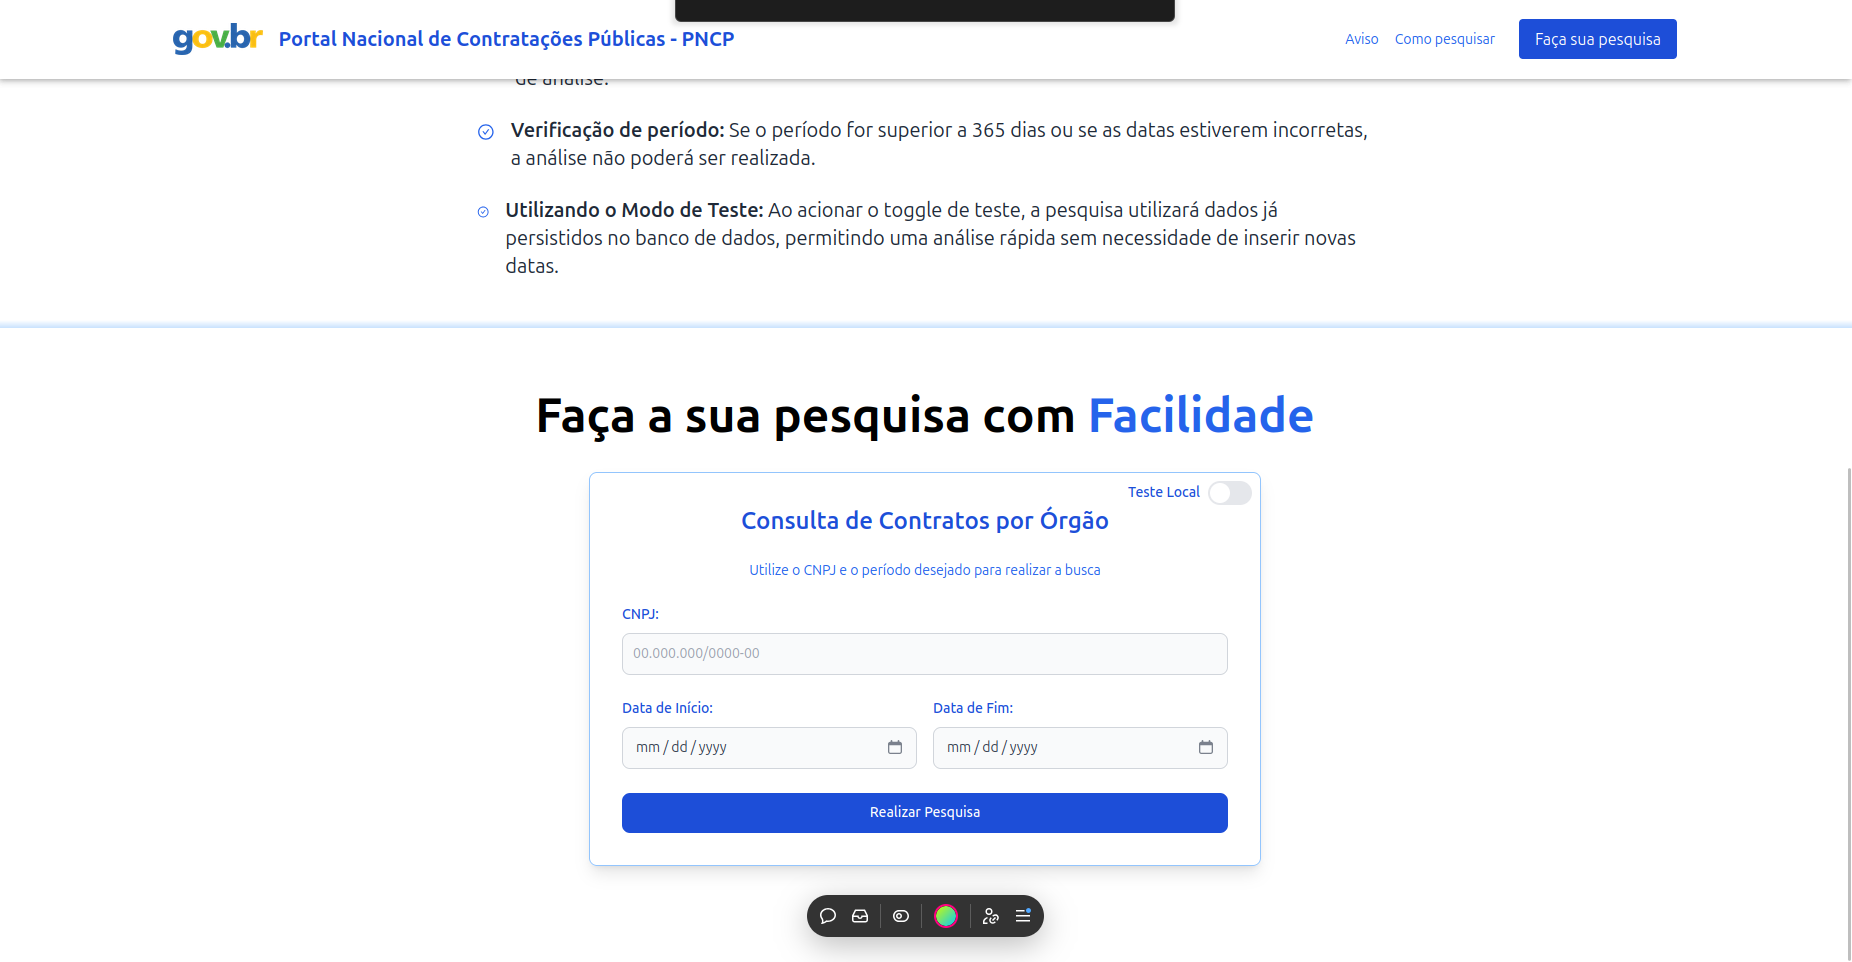 gov.br Portal Nacional de Contratações Públicas - PNCP
Aviso
Como pesquisar
Faça sua pesquisa
de análise.
Verificação de período: Se o período for superior a 365 dias ou se as datas estiverem incorretas,
a análise não poderá ser realizada.
Utilizando o Modo de Teste: Ao acionar o toggle de teste, a pesquisa utilizará dados já
persistidos no banco de dados, permitindo uma análise rápida sem necessidade de inserir novas
datas.
Faça a sua pesquisa com Facilidade
Teste Local
Consulta de Contratos por Órgão
Utilize o CNPJ e o período desejado para realizar a busca
CNPJ:
00.000.000/0000-00
Data de Início:
Data de Fim:
mm / dd / yyyy
mm / dd / yyyy
Realizar Pesquisa